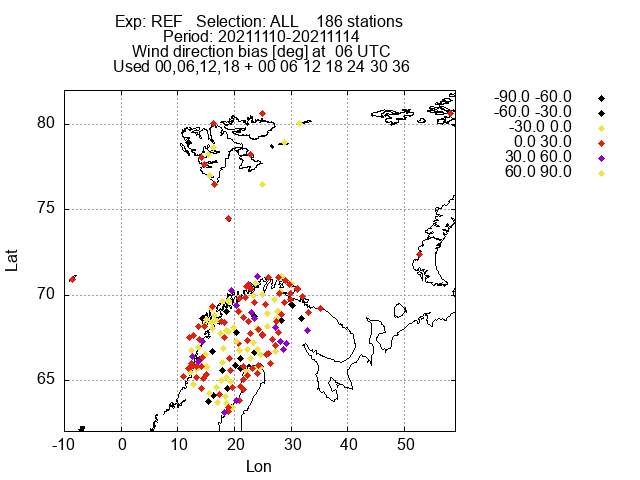 Exp: REF Selection: ALL 186 stations
Period: 20211110-20211114
Wind direction bias [deg] at 06 UTC
Used 00,06,12,18 + 00 06 12 18 24 30 36
-90.0 -60.0
-60.0 -30.0
-30.0 0.0
0.0 30.0
30.0 60.0
60.0 90.0
80
75
70
65
Lat
-10 0 10 20 30 40 50
Lon